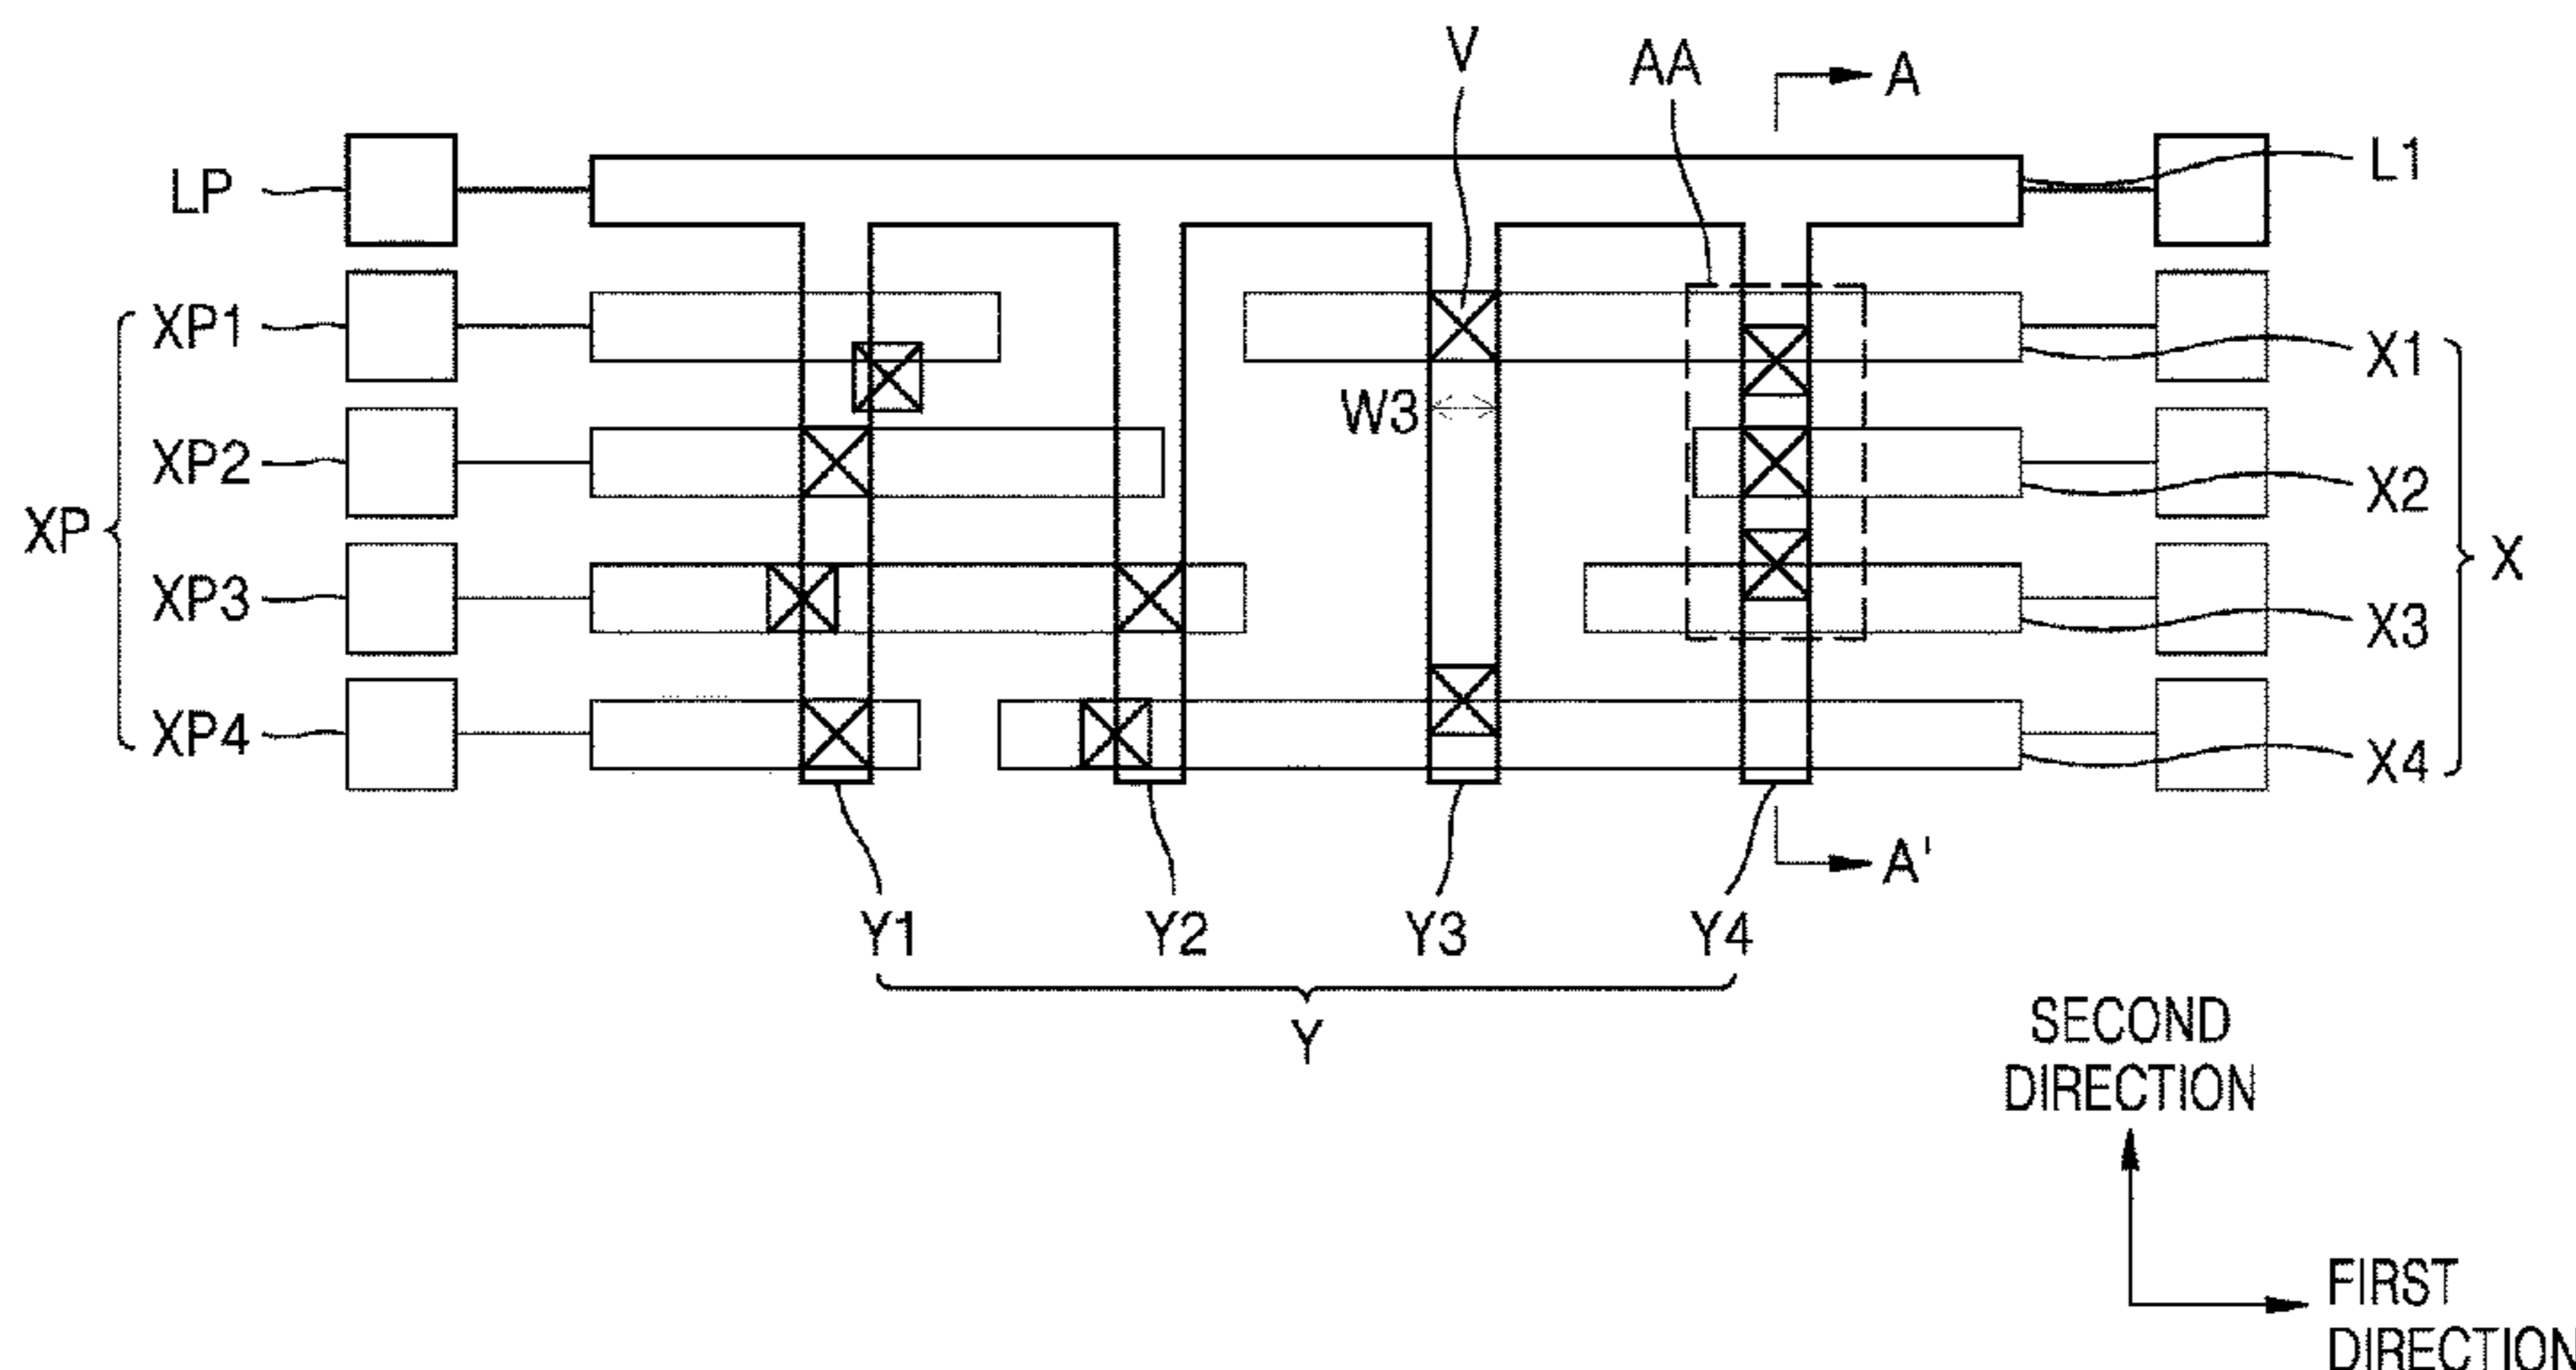 V
AA
A
LP
L1
XP1
X1
W3
XP2
X2
XP
X
XP3
X3
XP4
X4
A'
Y1
Y2
Y3
Y4
Y
SECOND
DIRECTION
FIRST
DIRECTION